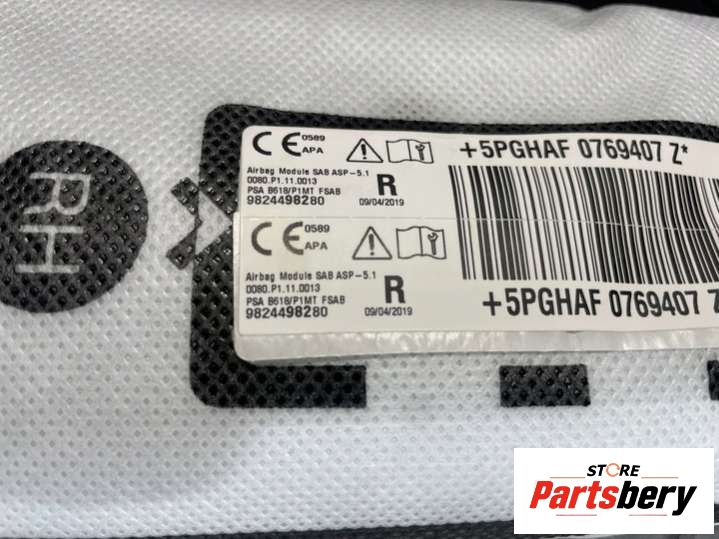 RH
CE 0589
APA
Airbag Module SAB ASP-5.1
0080.P1.11.0013
PSA B618/P1MT FSAB
9824498280
R
09/04/2019
+5PGHAF 0769407 Z*
CE 0589
APA
Airbag Module SAB ASP-5.1
0080.P1.11.0013
PSA B618/P1MT FSAB
9824498280
R
09/04/2019
+5PGHAF 0769407 Z
STORE
Partsbery